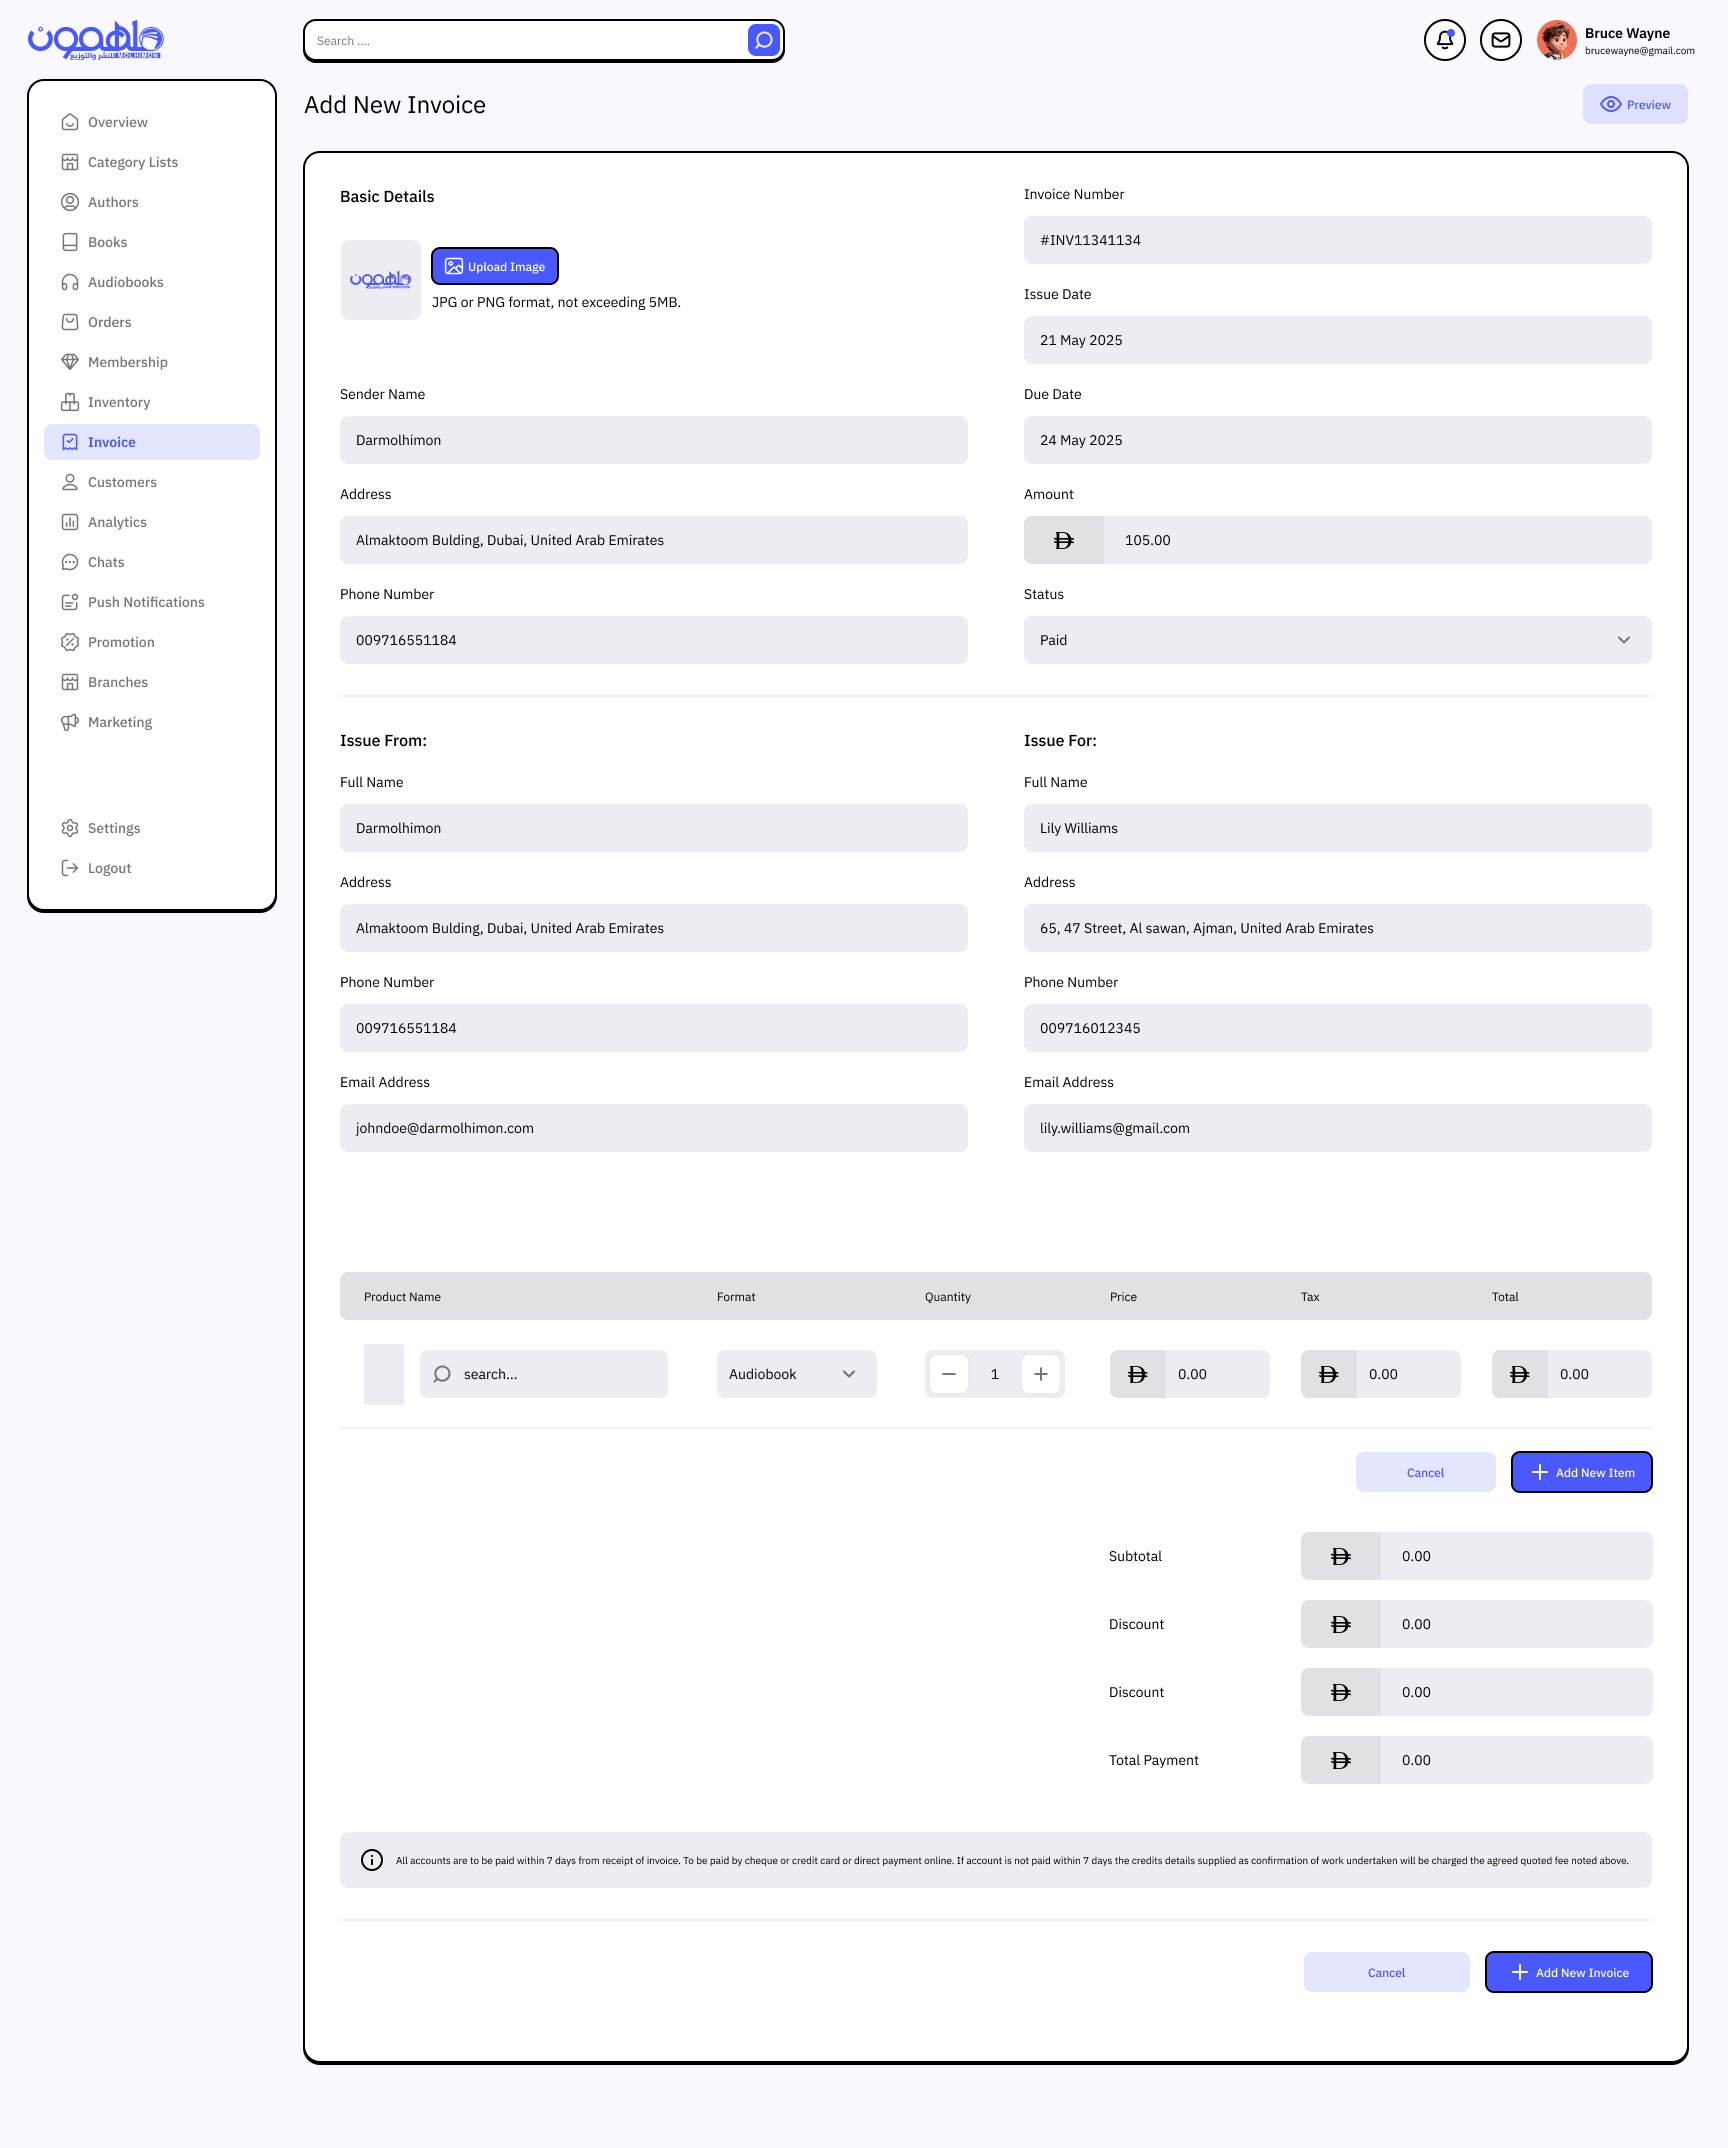 ملهمون
للنشر والتوزيع MOLHIMON
Search ....
Bruce Wayne
brucewayne@gmail.com
Overview
Category Lists
Authors
Books
Audiobooks
Orders
Membership
Inventory
Invoice
Customers
Analytics
Chats
Push Notifications
Promotion
Branches
Marketing
Settings
Logout
Add New Invoice
Preview
Basic Details
Upload Image
JPG or PNG format, not exceeding 5MB.
Invoice Number
#INV11341134
Issue Date
21 May 2025
Sender Name
Darmolhimon
Due Date
24 May 2025
Address
Almaktoom Bulding, Dubai, United Arab Emirates
Amount
105.00
Phone Number
009716551184
Status
Paid
Issue From:
Full Name
Darmolhimon
Address
Almaktoom Bulding, Dubai, United Arab Emirates
Phone Number
009716551184
Email Address
johndoe@darmolhimon.com
Issue For:
Full Name
Lily Williams
Address
65, 47 Street, Al sawan, Ajman, United Arab Emirates
Phone Number
009716012345
Email Address
lily.williams@gmail.com
Product Name Format Quantity Price Tax Total
search... Audiobook 1 0.00 0.00 0.00
Cancel
Add New Item
Subtotal 0.00
Discount 0.00
Discount 0.00
Total Payment 0.00
All accounts are to be paid within 7 days from receipt of invoice. To be paid by cheque or credit card or direct payment online. If account is not paid within 7 days the credits details supplied as confirmation of work undertaken will be charged the agreed quoted fee noted above.
Cancel
Add New Invoice